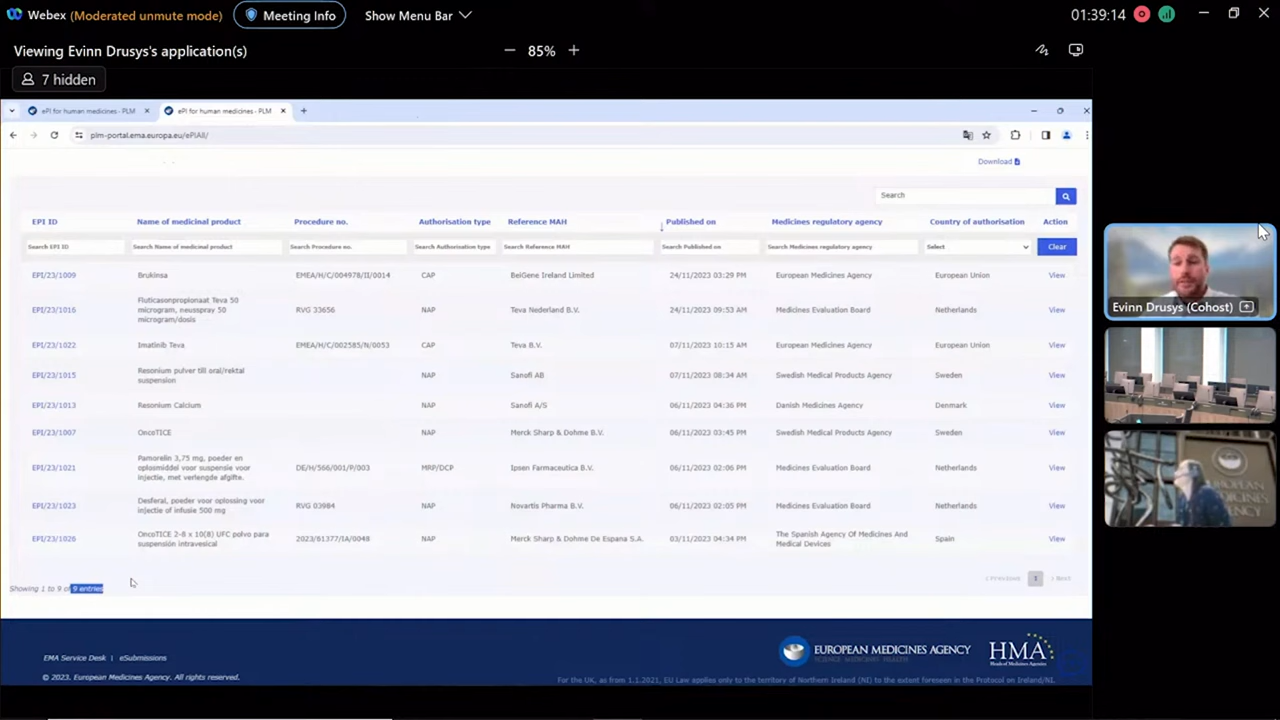 Webex (Moderated unmute mode) Meeting Info Show Menu Bar 01:39:14
Viewing Evinn Drusys's application(s) 85%
7 hidden
ePI for human medicines - PLM ePI for human medicines - PLM
plm-portal.ema.europa.eu/ePIAll/
Download
Search
EPI ID Name of medicinal product Procedure no. Authorisation type Reference MAH Published on Medicines regulatory agency Country of authorisation Action
Search EPI ID Search Name of medicinal product Search Procedure no. Search Authorisation type Search Reference MAH Search Published on Search Medicines regulatory agency Select Clear
EPI/23/1009 Brukinsa EMEA/H/C/004978/II/0014 CAP BeiGene Ireland Limited 24/11/2023 03:29 PM European Medicines Agency European Union View
Fluticasonpropionaat Teva 50
EPI/23/1016 microgram, neusspray 50 RVG 33656 NAP Teva Nederland B.V. 24/11/2023 09:53 AM Medicines Evaluation Board Netherlands View
microgram/dosis
EPI/23/1022 Imatinib Teva EMEA/H/C/002585/N/0053 CAP Teva B.V. 07/11/2023 10:15 AM European Medicines Agency European Union View
Resonium pulver till oral/rektal
EPI/23/1015 NAP Sanofi AB 07/11/2023 08:34 AM Swedish Medical Products Agency Sweden View
suspension
EPI/23/1013 Resonium Calcium NAP Sanofi A/S 06/11/2023 04:36 PM Danish Medicines Agency Denmark View
EPI/23/1007 OncoTICE NAP Merck Sharp & Dohme B.V. 06/11/2023 03:45 PM Swedish Medical Products Agency Sweden View
Pamorelin 3,75 mg, poeder en
EPI/23/1021 oplosmiddel voor suspensie voor DE/H/566/001/P/003 MRP/DCP Ipsen Farmaceutica B.V. 06/11/2023 02:06 PM Medicines Evaluation Board Netherlands View
injectie, met verlengde afgifte.
Desferal, poeder voor oplossing voor
EPI/23/1023 RVG 03984 NAP Novartis Pharma B.V. 06/11/2023 02:05 PM Medicines Evaluation Board Netherlands View
injectie of infusie 500 mg
OncoTICE 2-8 x 10(8) UFC polvo para The Spanish Agency Of Medicines And
EPI/23/1026 2023/61377/IA/0048 NAP Merck Sharp & Dohme De Espana S.A. 03/11/2023 04:34 PM Spain View
suspensión intravesical Medical Devices
‹ Previous 1 › Next
Showing 1 to 9 of 9 entries
Evinn Drusys (Cohost)
EUROPEAN
MEDICINES
AGENCY
EMA Service Desk | eSubmissions
© 2023. European Medicines Agency. All rights reserved.
EUROPEAN MEDICINES AGENCY
SCIENCE MEDICINES HEALTH
HMA
Heads of Medicines Agencies
For the UK, as from 1.1.2021, EU Law applies only to the territory of Northern Ireland (NI) to the extent foreseen in the Protocol on Ireland/NI.